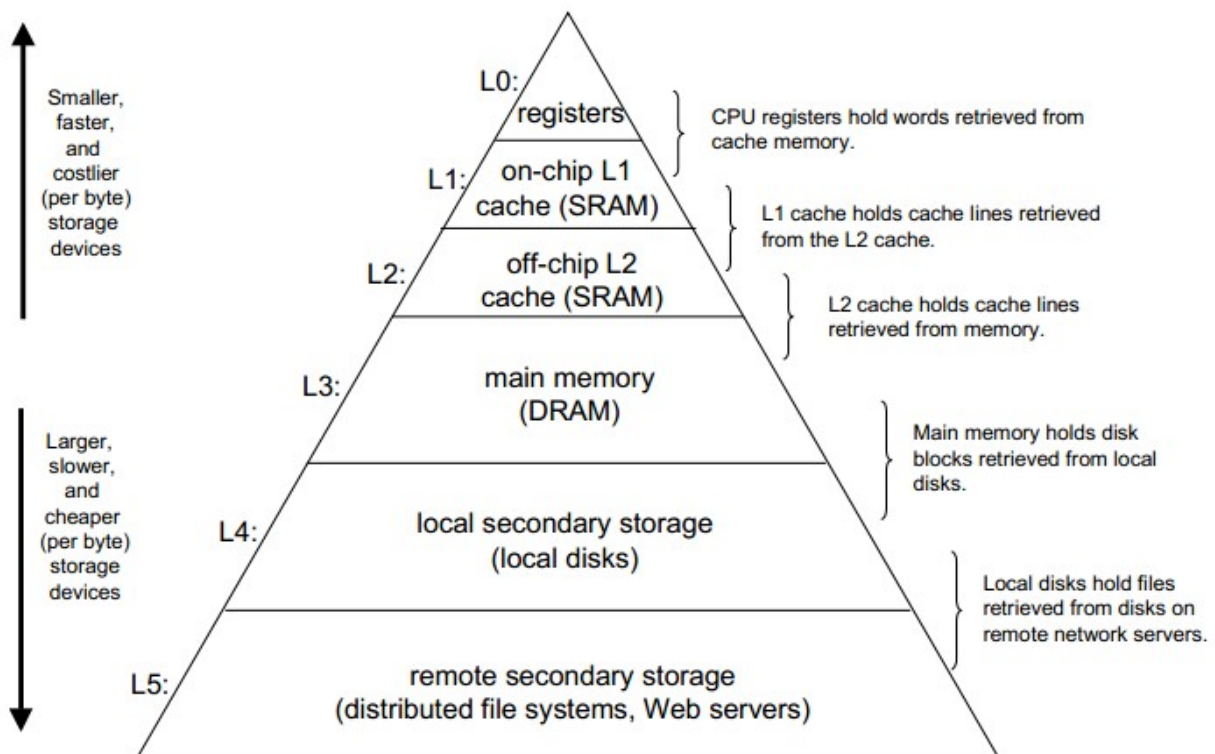 Smaller,
faster,
and
costlier
(per byte)
storage
devices
Larger,
slower,
and
cheaper
(per byte)
storage
devices
L0:
registers
L1:
on-chip L1
cache (SRAM)
L2:
off-chip L2
cache (SRAM)
L3:
main memory
(DRAM)
L4:
local secondary storage
(local disks)
L5:
remote secondary storage
(distributed file systems, Web servers)
CPU registers hold words retrieved from
cache memory.
L1 cache holds cache lines retrieved
from the L2 cache.
L2 cache holds cache lines
retrieved from memory.
Main memory holds disk
blocks retrieved from local
disks.
Local disks hold files
retrieved from disks on
remote network servers.